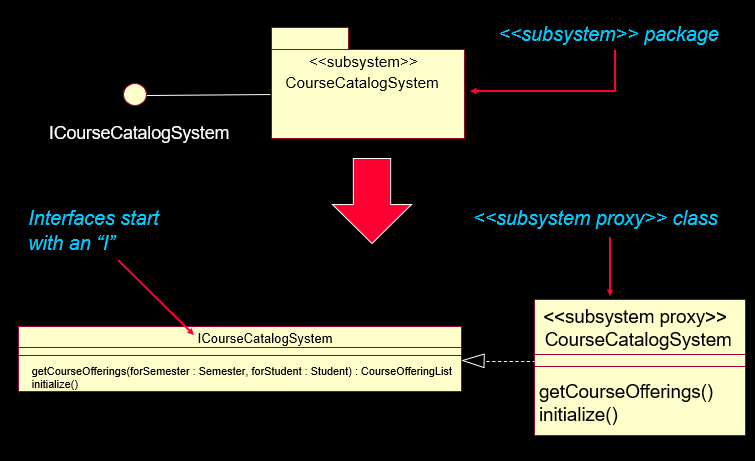 <<subsystem>> package
<<subsystem>>
CourseCatalogSystem
ICourseCatalogSystem
Interfaces start
with an “I”
<<subsystem proxy>> class
ICourseCatalogSystem
getCourseOfferings(forSemester : Semester, forStudent : Student) : CourseOfferingList
initialize()
<<subsystem proxy>>
CourseCatalogSystem
getCourseOfferings()
initialize()